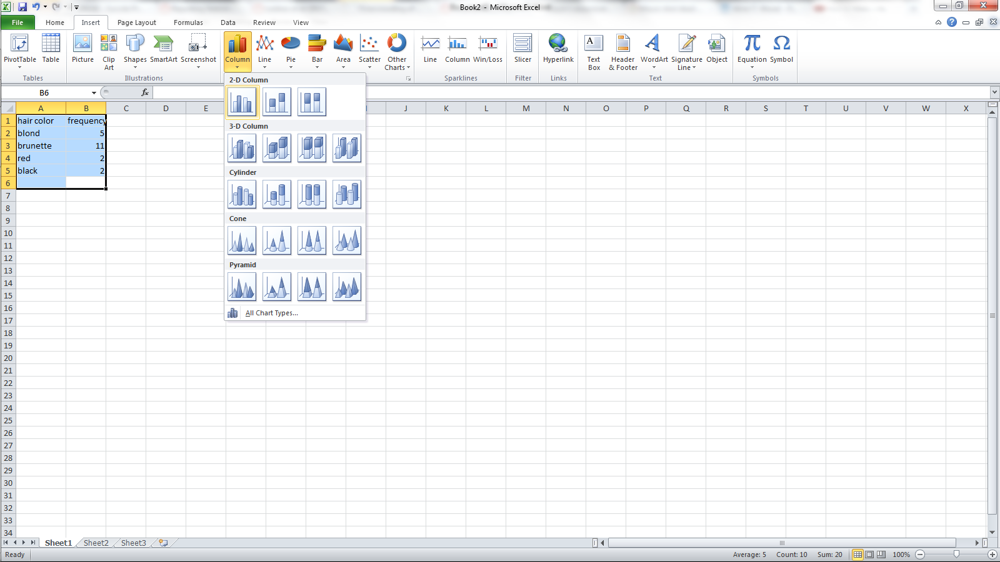 Book2 - Microsoft Excel
File Home Insert Page Layout Formulas Data Review View
PivotTable Table Picture Clip Art Shapes SmartArt Screenshot Column Line Pie Bar Area Scatter Other Charts Line Column Win/Loss Slicer Hyperlink Text Box Header & Footer WordArt Signature Line Object Equation Symbol
Tables Illustrations Sparklines Filter Links Text Symbols
B6 fx
A B C D E J K L M N O P Q R S T U V W X
1 hair color frequency
2 blond 5
3 brunette 11
4 red 2
5 black 2
6
7
8
9
10
11
12
13
14
15
16
17
18
19
20
21
22
23
24
25
26
27
28
29
30
31
32
33
34
2-D Column
3-D Column
Cylinder
Cone
Pyramid
All Chart Types...
Sheet1 Sheet2 Sheet3
Ready Average: 5 Count: 10 Sum: 20 100%